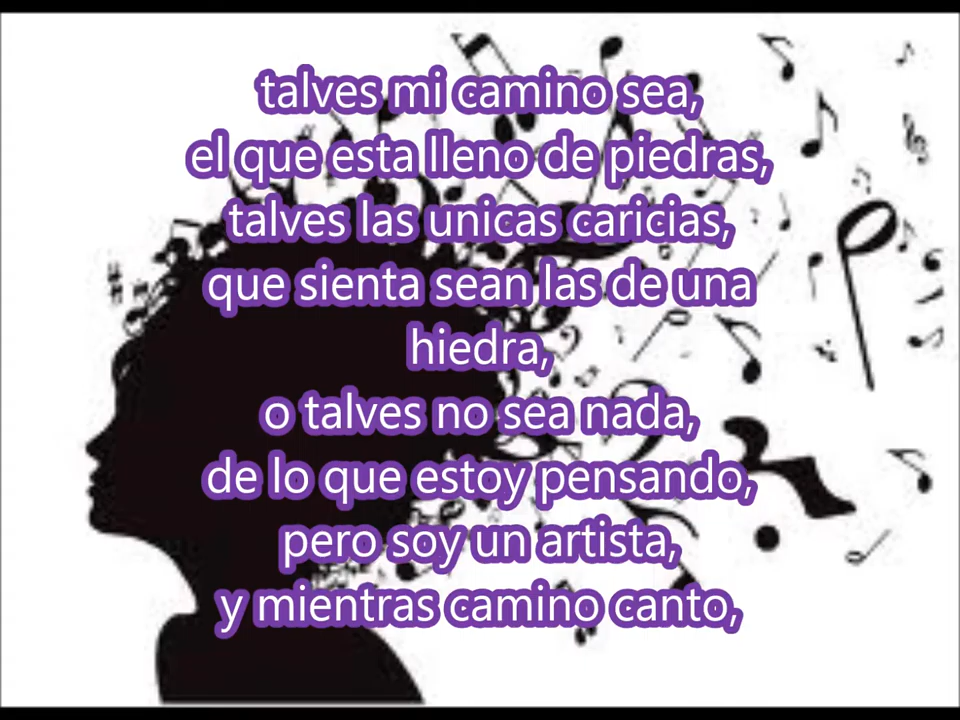 talves mi camino sea,
el que esta lleno de piedras,
talves las unicas caricias,
que sienta sean las de una
hiedra,
o talves no sea nada,
de lo que estoy pensando,
pero soy un artista,
y mientras camino canto,